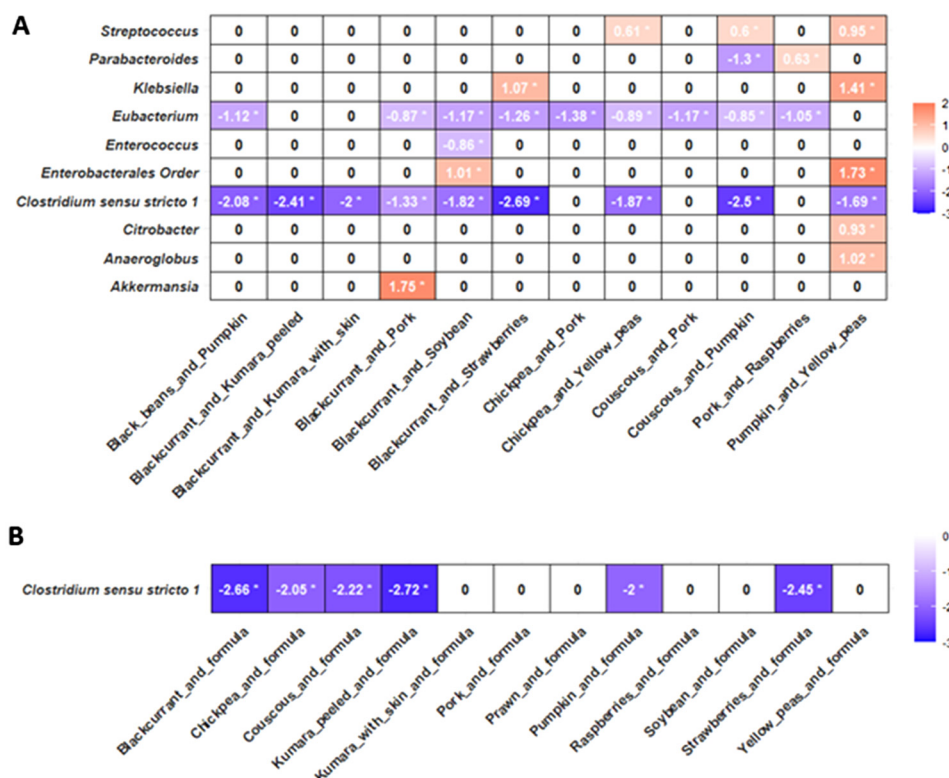 A
Streptococcus 0 0 0 0 0 0 0 0.61 * 0 0.6 * 0 0.95 *
Parabacteroides 0 0 0 0 0 0 0 0 0 -1.3 * 0.63 * 0
Klebsiella 0 0 0 0 0 1.07 * 0 0 0 0 0 1.41 *
Eubacterium -1.12 * 0 0 -0.87 * -1.17 * -1.26 * -1.38 * -0.89 * -1.17 * -0.85 * -1.05 * 0
Enterococcus 0 0 0 0 -0.86 * 0 0 0 0 0 0 0
Enterobacterales Order 0 0 0 0 1.01 * 0 0 0 0 0 0 1.73 *
Clostridium sensu stricto 1 -2.08 * -2.41 * -2 * -1.33 * -1.82 * -2.69 * 0 -1.87 * 0 -2.5 * 0 -1.69 *
Citrobacter 0 0 0 0 0 0 0 0 0 0 0 0.93 *
Anaeroglobus 0 0 0 0 0 0 0 0 0 0 0 1.02 *
Akkermansia 0 0 0 1.75 * 0 0 0 0 0 0 0 0
Black_beans_and_Pumpkin
Blackcurrant_and_Kumara_peeled
Blackcurrant_and_Kumara_with_skin
Blackcurrant_and_Pork
Blackcurrant_and_Soybean
Blackcurrant_and_Strawberries
Chickpea_and_Pork
Chickpea_and_Yellow_peas
Couscous_and_Pork
Couscous_and_Pumpkin
Pork_and_Raspberries
Pumpkin_and_Yellow_peas
2
1
0
-1
-2
-3
B
Clostridium sensu stricto 1 -2.66 * -2.05 * -2.22 * -2.72 * 0 0 0 -2 * 0 0 -2.45 * 0
Blackcurrant_and_formula
Chickpea_and_formula
Couscous_and_formula
Kumara_peeled_and_formula
Kumara_with_skin_and_formula
Pork_and_formula
Prawn_and_formula
Pumpkin_and_formula
Raspberries_and_formula
Soybean_and_formula
Strawberries_and_formula
Yellow_peas_and_formula
0
-1
-2
-3